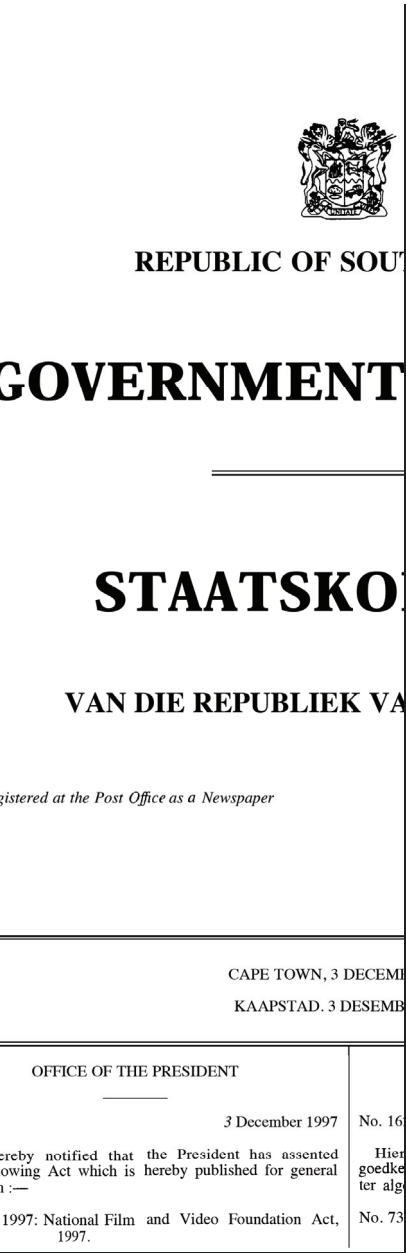 UNITATE
REPUBLIC OF SOU
GOVERNMENT
STAATSKO
VAN DIE REPUBLIEK VA
gistered at the Post Office as a Newspaper
CAPE TOWN, 3 DECEM
KAAPSTAD. 3 DESEMB
OFFICE OF THE PRESIDENT
3 December 1997
ereby notified that the President has assented
lowing Act which is hereby published for general
n :—
1997: National Film and Video Foundation Act,
1997.
No. 16
Hier
goedke
ter alg
No. 73